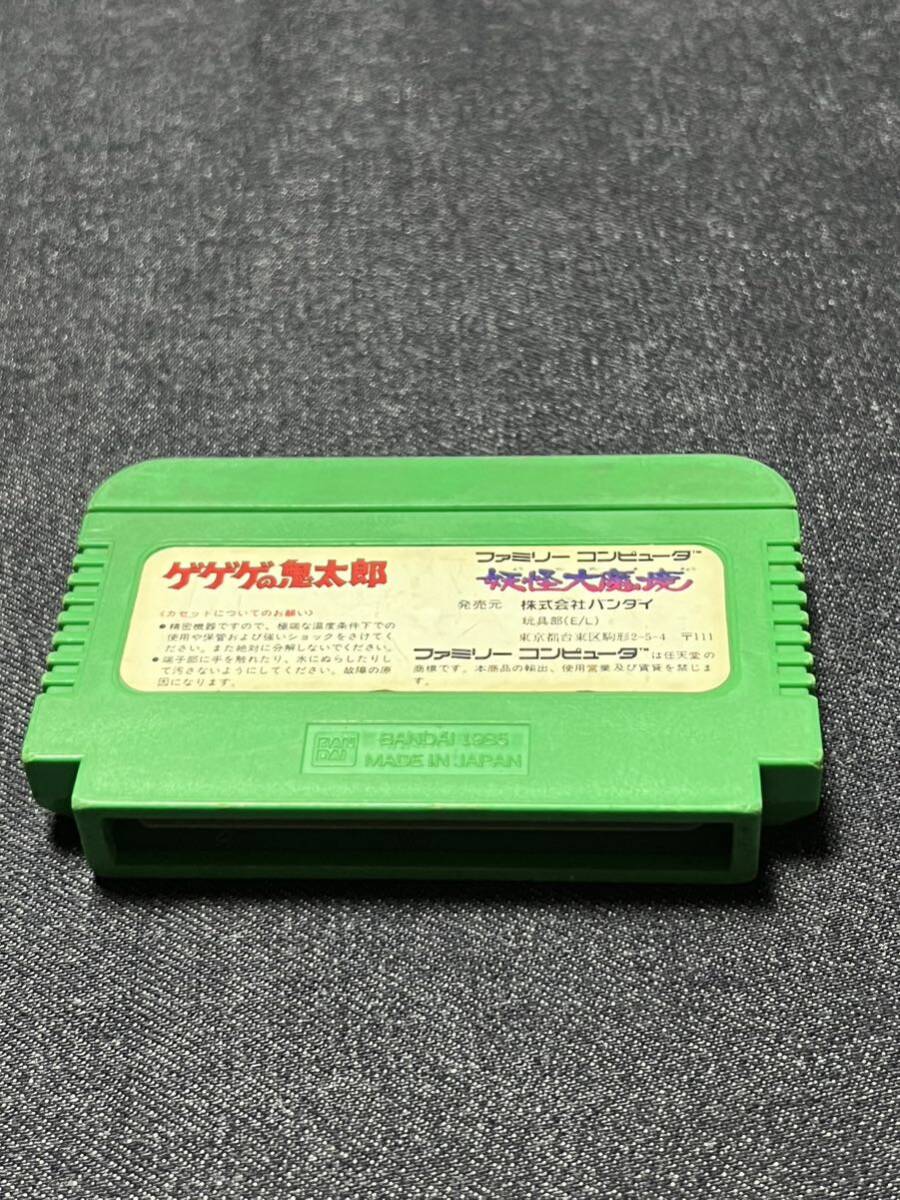 ゲゲゲの鬼太郎
〈カセットについてのお願い〉
●精密機器ですので、極端な温度条件下での
使用や保管および強いショックをさけてく
ださい。また絶対に分解しないでください。
●端子部に手を触れたり、水にぬらしたりし
て汚さないようにしてください。故障の原
因になります。
ファミリー コンピュータ™
妖怪大魔境
発売元 株式会社バンダイ
玩具部(E/L)
東京都台東区駒形2-5-4 〒111
ファミリー コンピュータ™は任天堂の
商標です。本商品の輸出、使用営業及び賃貸を禁じま
す。
BAN
DAI
BANDAI 1985
MADE IN JAPAN